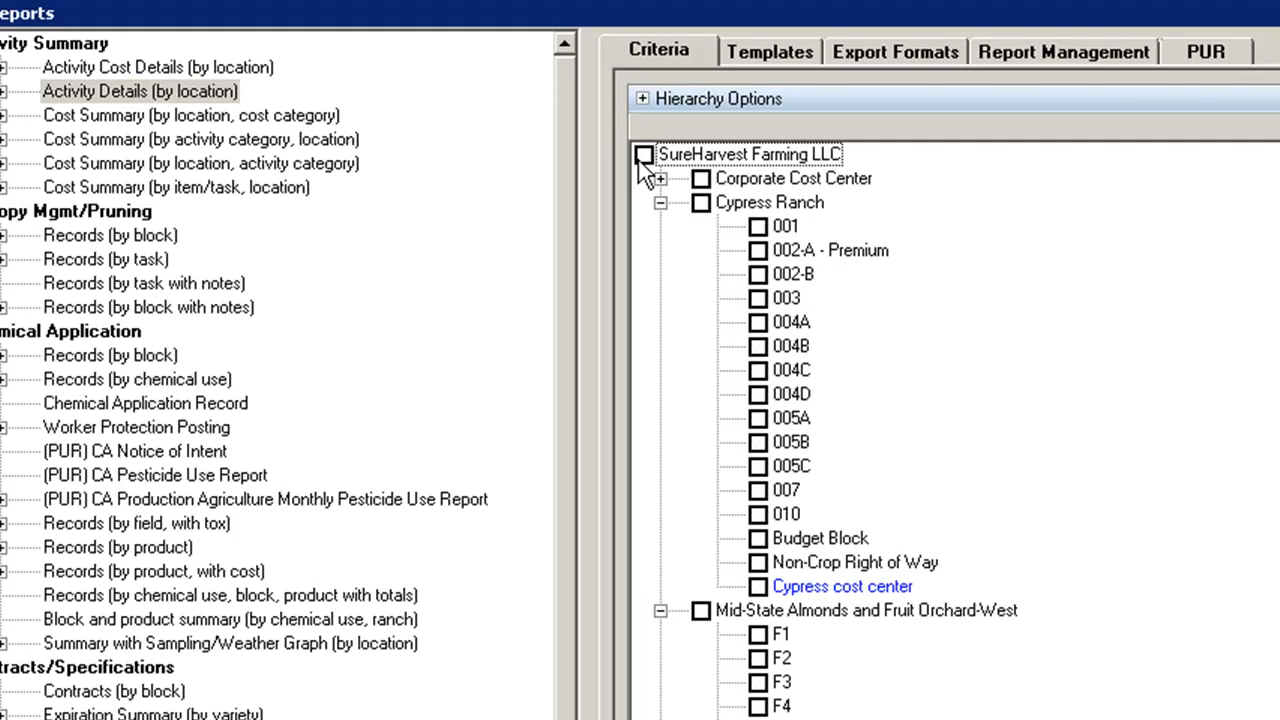 eports
vity Summary
Activity Cost Details (by location)
Activity Details (by location)
Cost Summary (by location, cost category)
Cost Summary (by activity category, location)
Cost Summary (by location, activity category)
Cost Summary (by item/task, location)
opy Mgmt/Pruning
Records (by block)
Records (by task)
Records (by task with notes)
Records (by block with notes)
mical Application
Records (by block)
Records (by chemical use)
Chemical Application Record
Worker Protection Posting
(PUR) CA Notice of Intent
(PUR) CA Pesticide Use Report
(PUR) CA Production Agriculture Monthly Pesticide Use Report
Records (by field, with tox)
Records (by product)
Records (by product, with cost)
Records (by chemical use, block, product with totals)
Block and product summary (by chemical use, ranch)
Summary with Sampling/Weather Graph (by location)
tracts/Specifications
Contracts (by block)
Expiration Summary (by variety)
Criteria Templates Export Formats Report Management PUR
Hierarchy Options
SureHarvest Farming LLC
Corporate Cost Center
Cypress Ranch
001
002-A - Premium
002-B
003
004A
004B
004C
004D
005A
005B
005C
007
010
Budget Block
Non-Crop Right of Way
Cypress cost center
Mid-State Almonds and Fruit Orchard-West
F1
F2
F3
F4